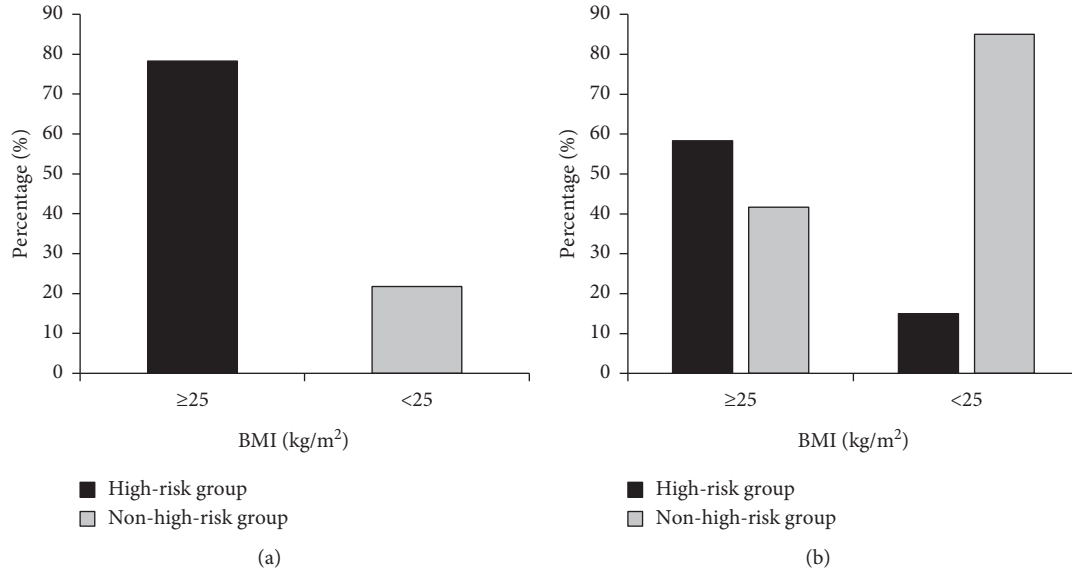 90
80
70
60
50
40
30
20
10
0
Percentage (%)
≥25
<25
BMI (kg/m²)
High-risk group
Non-high-risk group
(a)
90
80
70
60
50
40
30
20
10
0
Percentage (%)
≥25
<25
BMI (kg/m²)
High-risk group
Non-high-risk group
(b)